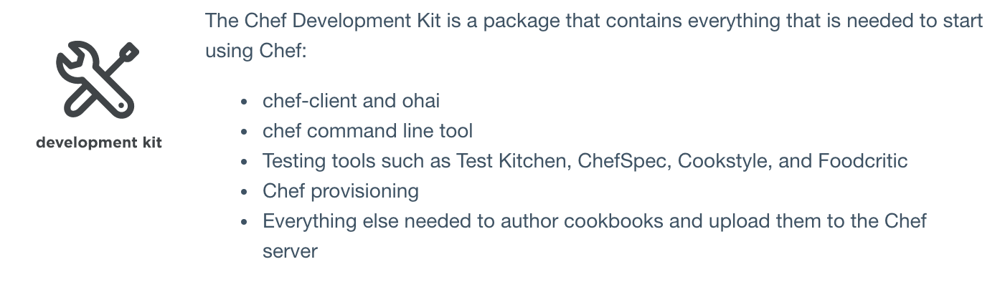 The Chef Development Kit is a package that contains everything that is needed to start
using Chef:
development kit
• chef-client and ohai
• chef command line tool
• Testing tools such as Test Kitchen, ChefSpec, Cookstyle, and Foodcritic
• Chef provisioning
• Everything else needed to author cookbooks and upload them to the Chef
server